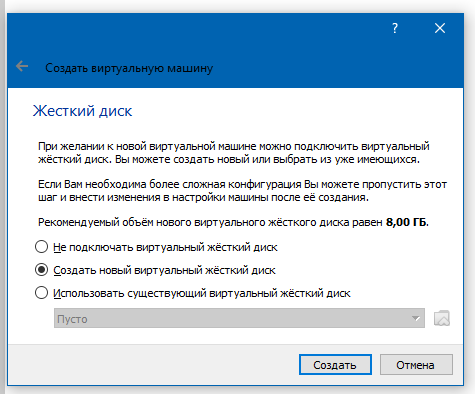 ?
Создать виртуальную машину
Жесткий диск
При желании к новой виртуальной машине можно подключить виртуальный
жёсткий диск. Вы можете создать новый или выбрать из уже имеющихся.
Если Вам необходима более сложная конфигурация Вы можете пропустить этот
шаг и внести изменения в настройки машины после её создания.
Рекомендуемый объём нового виртуального жёсткого диска равен 8,00 ГБ.
Не подключать виртуальный жёсткий диск
Создать новый виртуальный жёсткий диск
Использовать существующий виртуальный жёсткий диск
Пусто
Создать Отмена